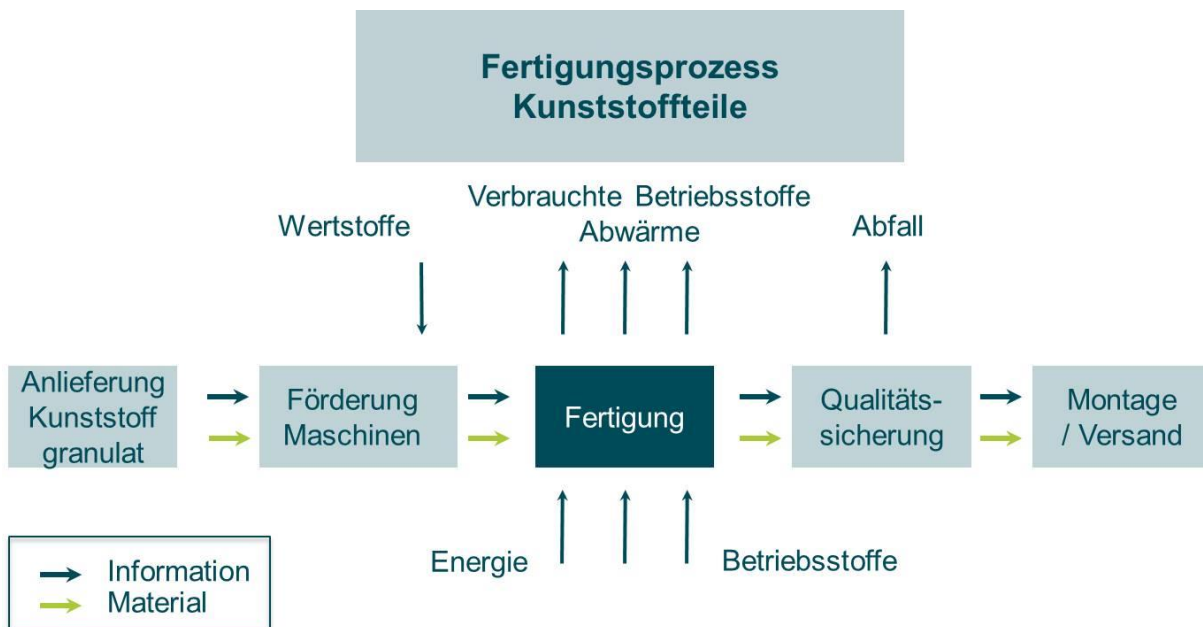 Fertigungsprozess
Kunststoffteile
Wertstoffe
Verbrauchte Betriebsstoffe
Abwärme
Abfall
Anlieferung
Kunststoff
granulat
Förderung
Maschinen
Fertigung
Qualitäts-
sicherung
Montage
/ Versand
Energie
Betriebsstoffe
Information
Material